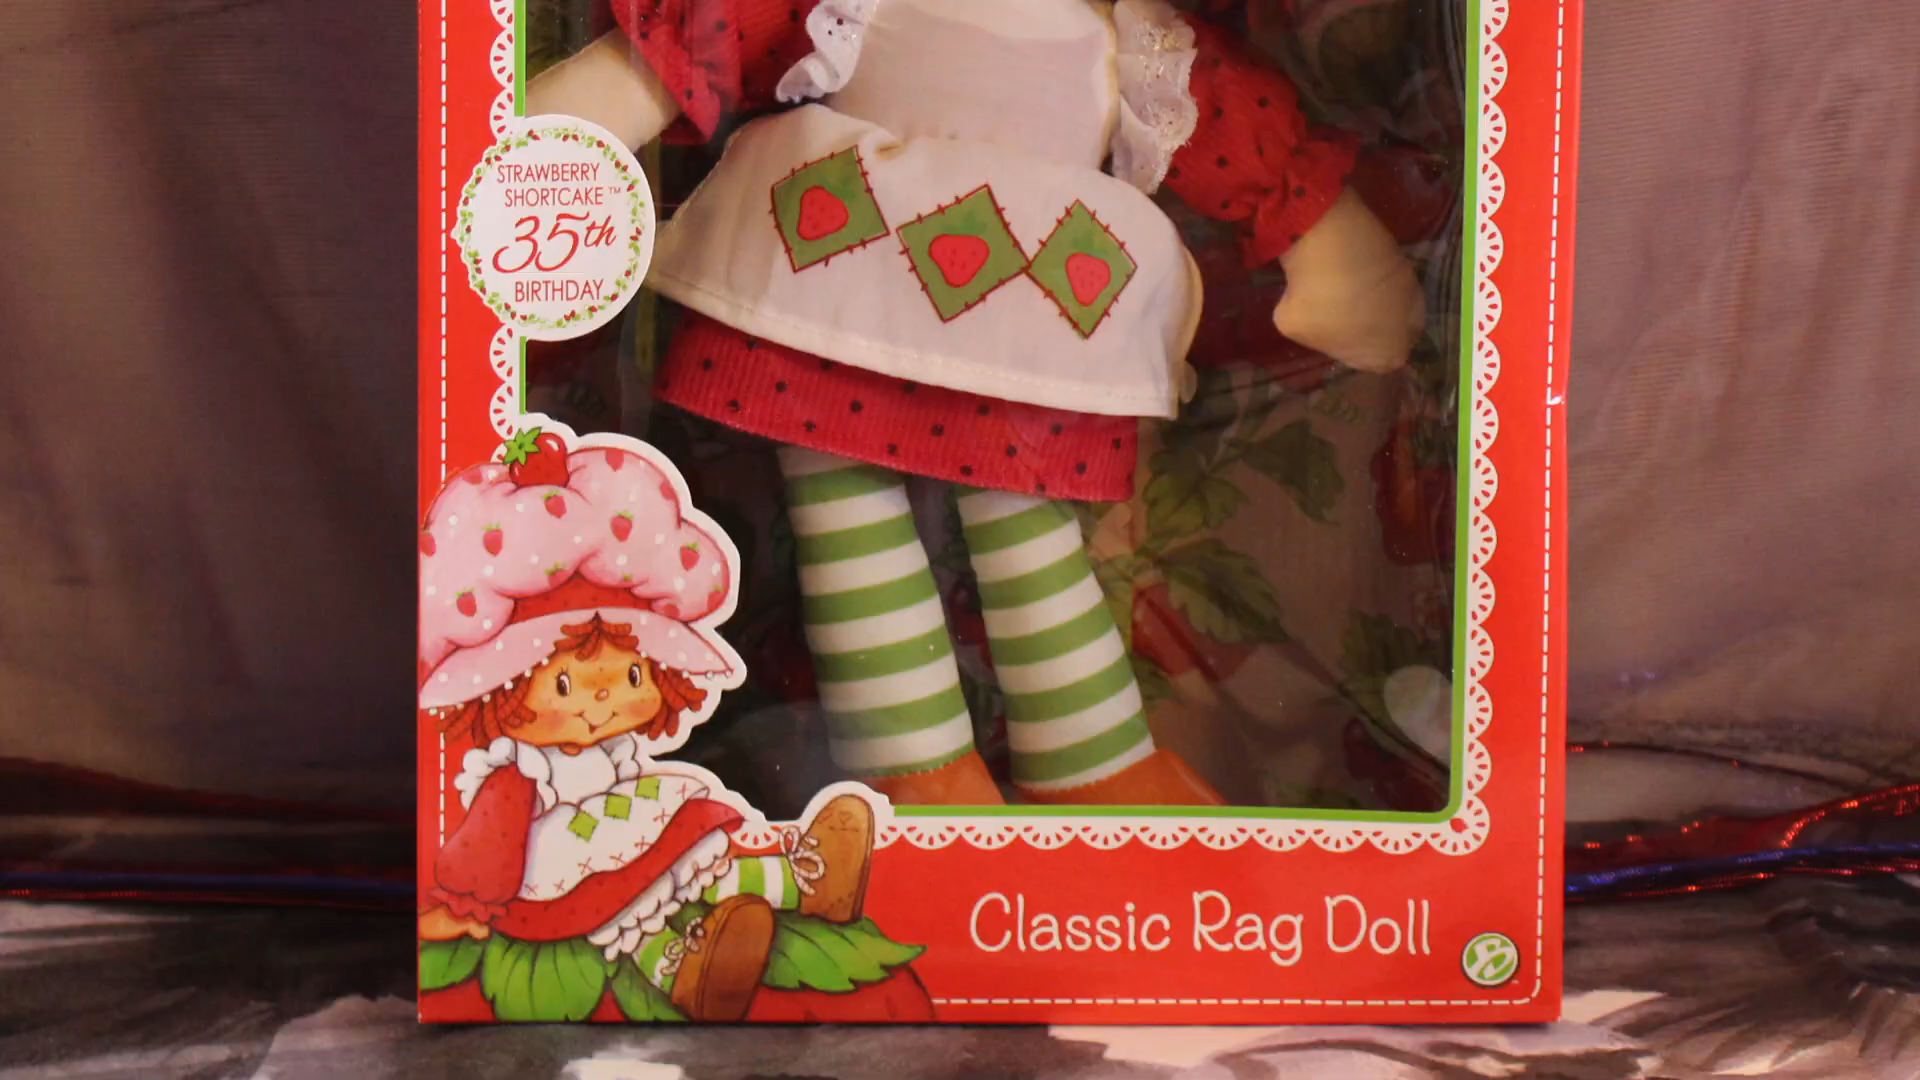 STRAWBERRY
SHORTCAKE™
35th
BIRTHDAY
Classic Rag Doll
B